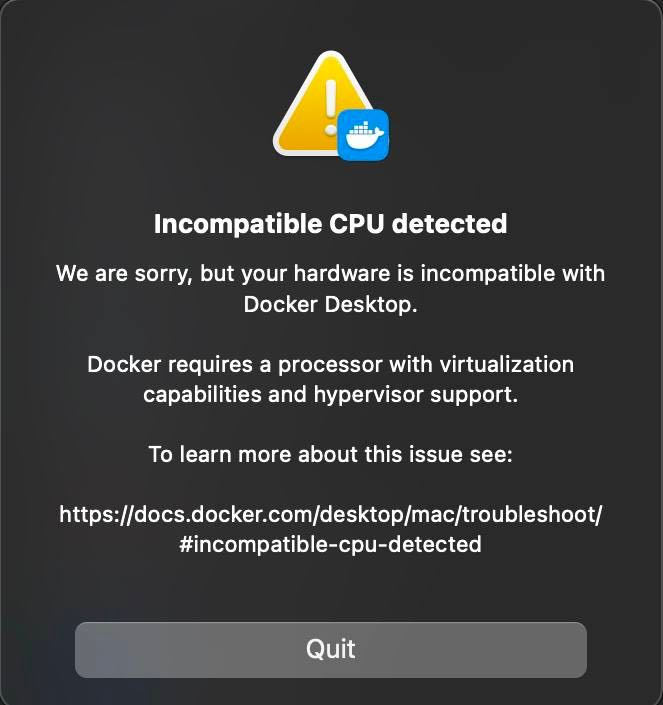 Incompatible CPU detected
We are sorry, but your hardware is incompatible with
Docker Desktop.
Docker requires a processor with virtualization
capabilities and hypervisor support.
To learn more about this issue see:
https://docs.docker.com/desktop/mac/troubleshoot/
#incompatible-cpu-detected
Quit